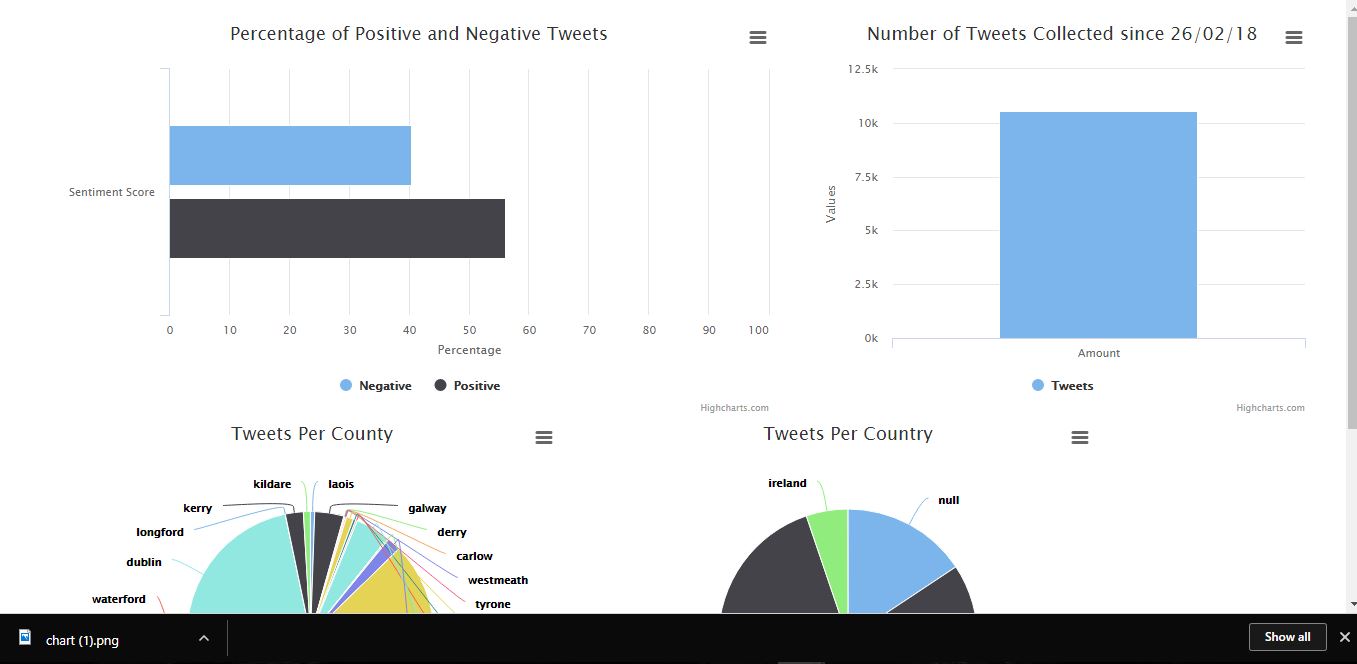 Percentage of Positive and Negative Tweets
Sentiment Score
0 10 20 30 40 50 60 70 80 90 100
Percentage
Negative Positive
Highcharts.com
Number of Tweets Collected since 26/02/18
12.5k
10k
7.5k
5k
2.5k
0k
Values
Amount
Tweets
Highcharts.com
Tweets Per County
kildare
laois
kerry
galway
longford
derry
dublin
carlow
westmeath
waterford
tyrone
Tweets Per Country
ireland
null
chart (1).png
Show all